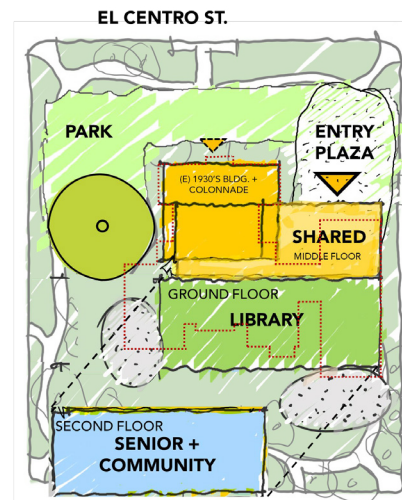 EL CENTRO ST.
PARK
ENTRY
PLAZA
(E) 1930'S BLDG. +
COLONNADE
SHARED
MIDDLE FLOOR
GROUND FLOOR
LIBRARY
SECOND FLOOR
SENIOR +
COMMUNITY